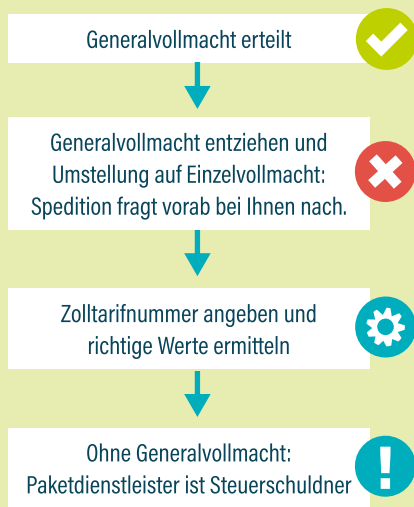 Generalvollmacht erteilt
Generalvollmacht entziehen und
Umstellung auf Einzelvollmacht:
Spedition fragt vorab bei Ihnen nach.
Zolltarifnummer angeben und
richtige Werte ermitteln
Ohne Generalvollmacht:
Paketdienstleister ist Steuerschuldner